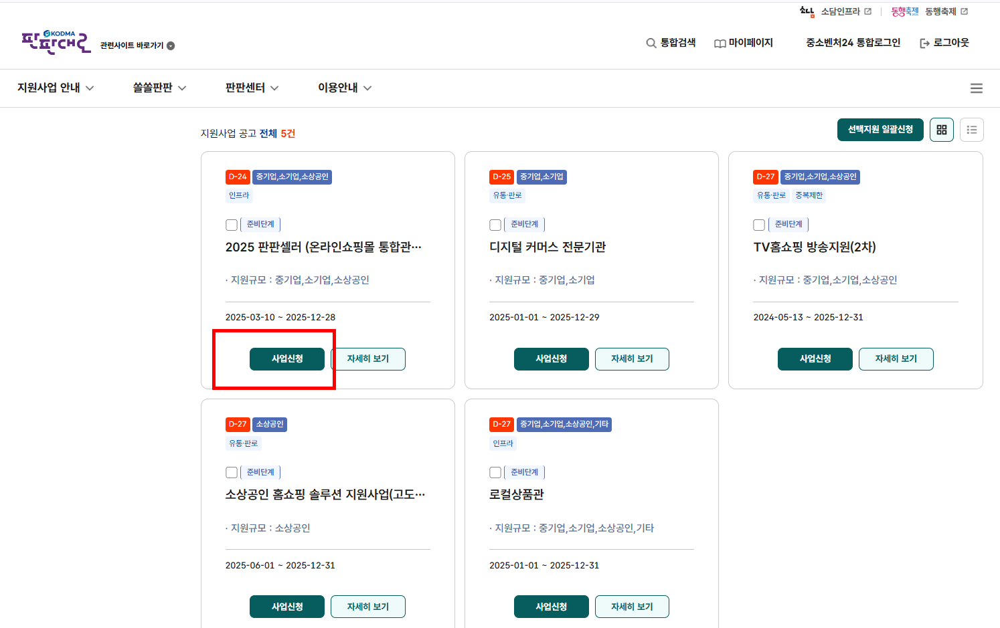 소담 소담인프라
동행축제 동행축제
판판대로 KODMA
관련사이트 바로가기
통합검색
마이페이지
중소벤처24 통합로그인
로그아웃
지원사업 안내
쏠쏠판판
판판센터
이용안내
지원사업 공고 전체 5건
선택지원 일괄신청
D-24 중기업,소기업,소상공인
인프라
준비단계
2025 판판셀러 (온라인쇼핑몰 통합관···
· 지원규모 : 중기업,소기업,소상공인
2025-03-10 ~ 2025-12-28
사업신청 자세히 보기
D-25 중기업,소기업
유통·판로
준비단계
디지털 커머스 전문기관
· 지원규모 : 중기업,소기업
2025-01-01 ~ 2025-12-29
사업신청 자세히 보기
D-27 중기업,소기업,소상공인
유통·판로 중복제한
준비단계
TV홈쇼핑 방송지원(2차)
· 지원규모 : 중기업,소기업,소상공인
2024-05-13 ~ 2025-12-31
사업신청 자세히 보기
D-27 소상공인
유통·판로
준비단계
소상공인 홈쇼핑 솔루션 지원사업(고도···
· 지원규모 : 소상공인
2025-06-01 ~ 2025-12-31
사업신청 자세히 보기
D-27 중기업,소기업,소상공인,기타
인프라
준비단계
로컬상품관
· 지원규모 : 중기업,소기업,소상공인,기타
2025-01-01 ~ 2025-12-31
사업신청 자세히 보기